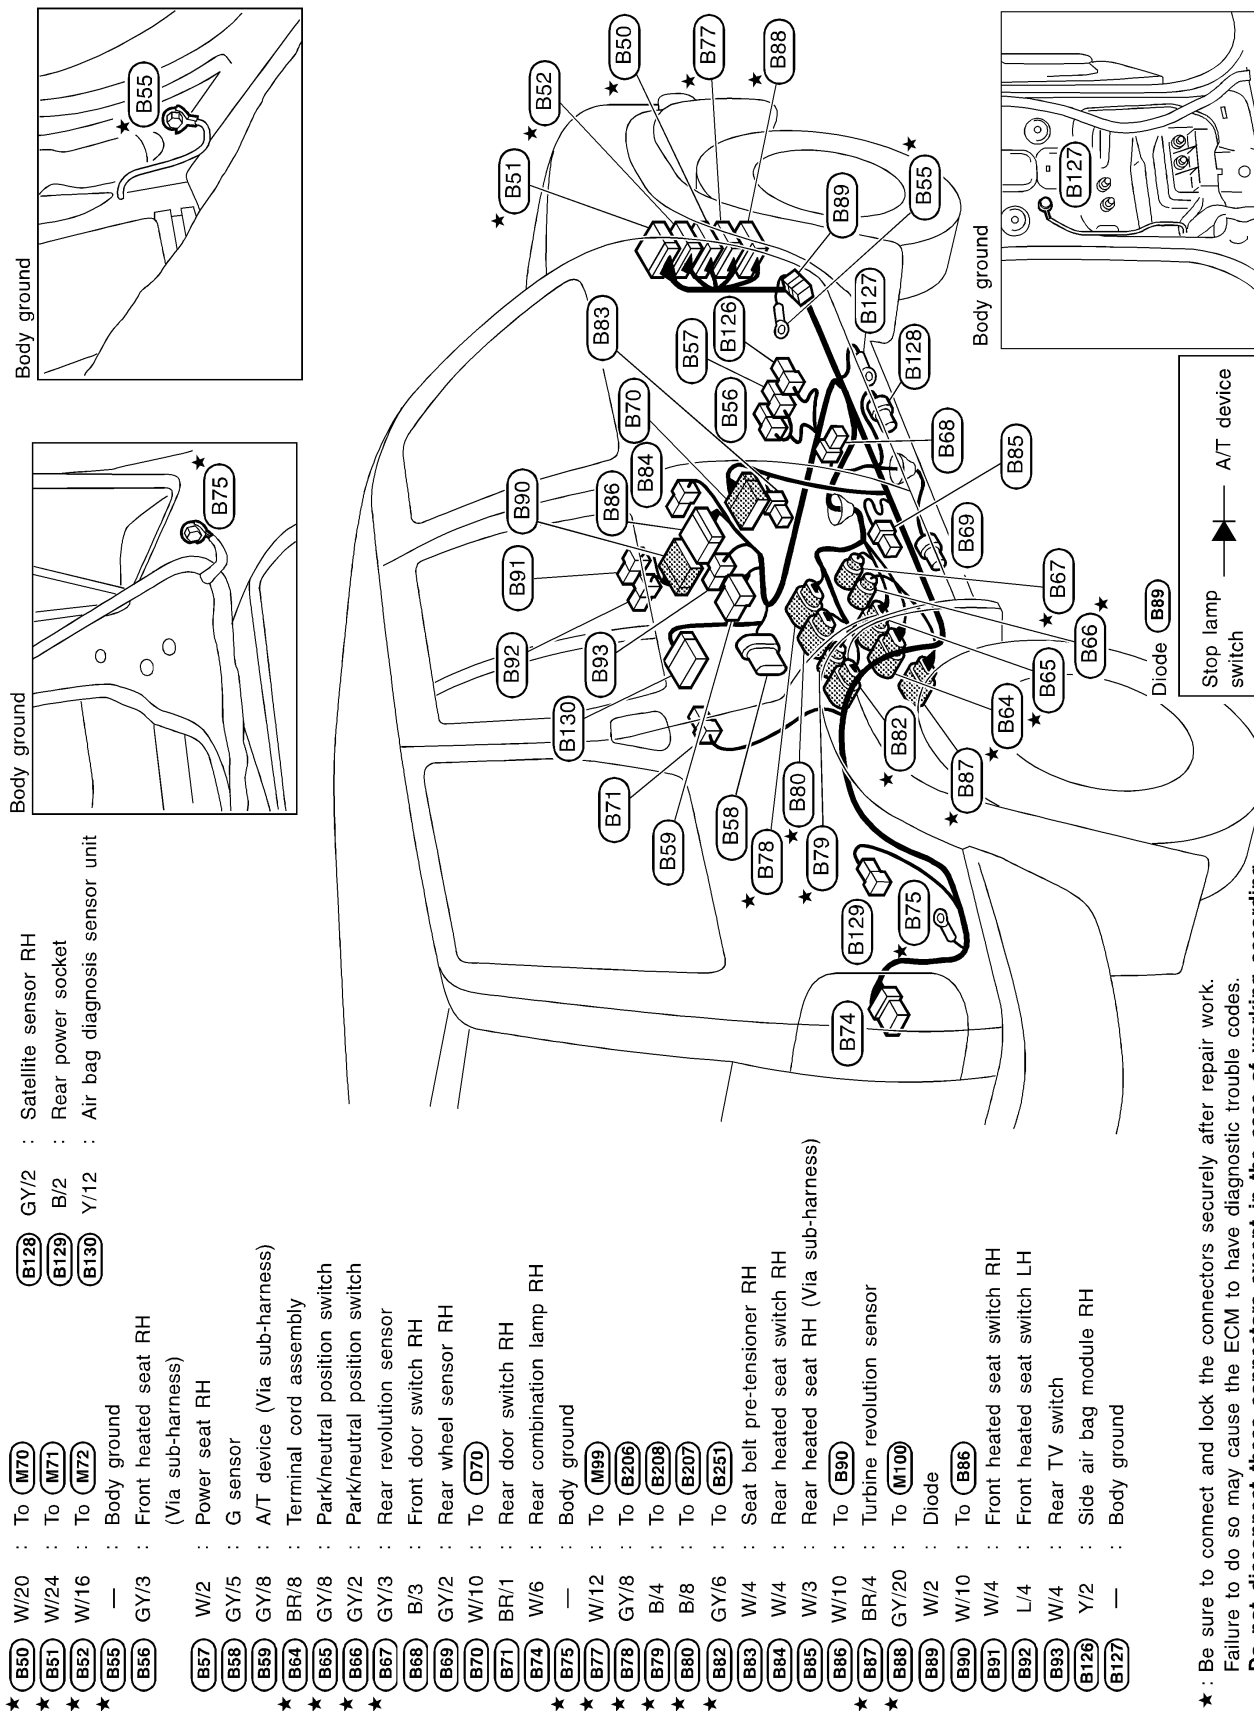 ★ B50 W/20 : To M70
★ B51 W/24 : To M71
★ B52 W/16 : To M72
★ B55 — : Body ground
B56 GY/3 : Front heated seat RH
(Via sub-harness)
B57 W/2 : Power seat RH
B58 GY/5 : G sensor
B59 GY/8 : A/T device (Via sub-harness)
★ B64 BR/8 : Terminal cord assembly
★ B65 GY/8 : Park/neutral position switch
★ B66 GY/2 : Park/neutral position switch
★ B67 GY/3 : Rear revolution sensor
B68 B/3 : Front door switch RH
B69 GY/2 : Rear wheel sensor RH
B70 W/10 : To D70
B71 BR/1 : Rear door switch RH
B74 W/6 : Rear combination lamp RH
★ B75 — : Body ground
★ B77 W/12 : To M99
★ B78 GY/8 : To B206
★ B79 B/4 : To B208
★ B80 B/8 : To B207
★ B82 GY/6 : To B251
B83 W/4 : Seat belt pre-tensioner RH
B84 W/4 : Rear heated seat switch RH
B85 W/3 : Rear heated seat RH (Via sub-harness)
B86 W/10 : To B90
★ B87 BR/4 : Turbine revolution sensor
★ B88 GY/20 : To M100
B89 W/2 : Diode
B90 W/10 : To B86
B91 W/4 : Front heated seat switch RH
B92 L/4 : Front heated seat switch LH
B93 W/4 : Rear TV switch
B126 Y/2 : Side air bag module RH
B127 — : Body ground
B128 GY/2 : Satellite sensor RH
B129 B/2 : Rear power socket
B130 Y/12 : Air bag diagnosis sensor unit
Body ground
B75 ★
Body ground
★ B55
B92
B91
B90
B93
B86
B84
B70
B83
B130
B71
B59
B58
B56
B57
B126
★ B51
★ B52
★ B50
★ B77
★ B88
B89
B55 ★
B127
B128
B68
B85
B69
★ B67
B66 ★
★ B65
★ B64
★ B82
★ B87
★ B80
★ B78
★ B79
B129
★ B75
B74
Body ground
B127
Diode B89
Stop lamp
switch
A/T device
★ : Be sure to connect and lock the connectors securely after repair work.
Failure to do so may cause the ECM to have diagnostic trouble codes.
Do not disconnect these connectors except in the case of working according